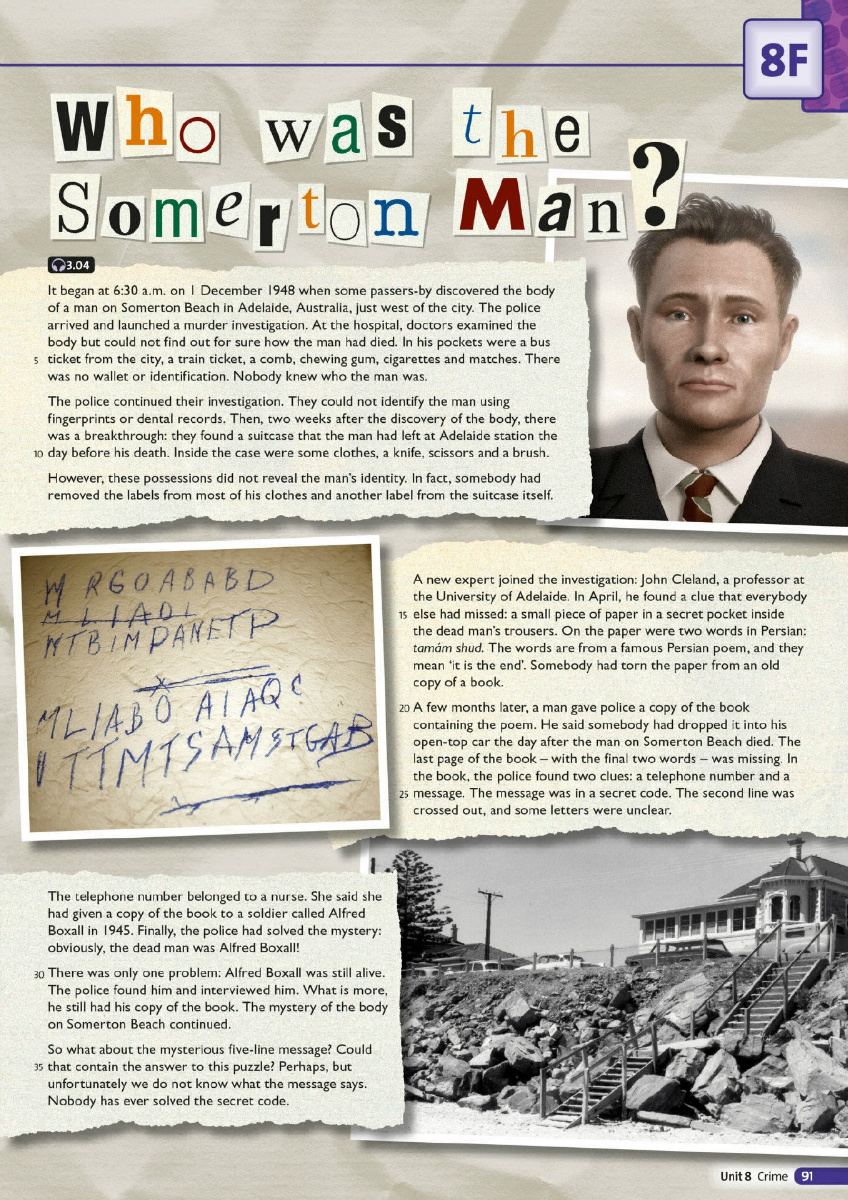 8F
Who was the
Somerton Man?
3.04
It began at 6:30 a.m. on 1 December 1948 when some passers-by discovered the body
of a man on Somerton Beach in Adelaide, Australia, just west of the city. The police
arrived and launched a murder investigation. At the hospital, doctors examined the
body but could not find out for sure how the man had died. In his pockets were a bus
5 ticket from the city, a train ticket, a comb, chewing gum, cigarettes and matches. There
was no wallet or identification. Nobody knew who the man was.
The police continued their investigation. They could not identify the man using
fingerprints or dental records. Then, two weeks after the discovery of the body, there
was a breakthrough: they found a suitcase that the man had left at Adelaide station the
10 day before his death. Inside the case were some clothes, a knife, scissors and a brush.
However, these possessions did not reveal the man's identity. In fact, somebody had
removed the labels from most of his clothes and another label from the suitcase itself.
RGOABABD
MLIAOI
TBIMPANETP
MLIABO AIAQC
ITTMTSAMSTGAB
A new expert joined the investigation: John Cleland, a professor at
the University of Adelaide. In April, he found a clue that everybody
15 else had missed: a small piece of paper in a secret pocket inside
the dead man's trousers. On the paper were two words in Persian:
tamám shud. The words are from a famous Persian poem, and they
mean 'it is the end'. Somebody had torn the paper from an old
copy of a book.
20 A few months later, a man gave police a copy of the book
containing the poem. He said somebody had dropped it into his
open-top car the day after the man on Somerton Beach died. The
last page of the book – with the final two words – was missing. In
the book, the police found two clues: a telephone number and a
25 message. The message was in a secret code. The second line was
crossed out, and some letters were unclear.
The telephone number belonged to a nurse. She said she
had given a copy of the book to a soldier called Alfred
Boxall in 1945. Finally, the police had solved the mystery:
obviously, the dead man was Alfred Boxall!
30 There was only one problem: Alfred Boxall was still alive.
The police found him and interviewed him. What is more,
he still had his copy of the book. The mystery of the body
on Somerton Beach continued.
So what about the mysterious five-line message? Could
35 that contain the answer to this puzzle? Perhaps, but
unfortunately we do not know what the message says.
Nobody has ever solved the secret code.
Unit 8 Crime 91